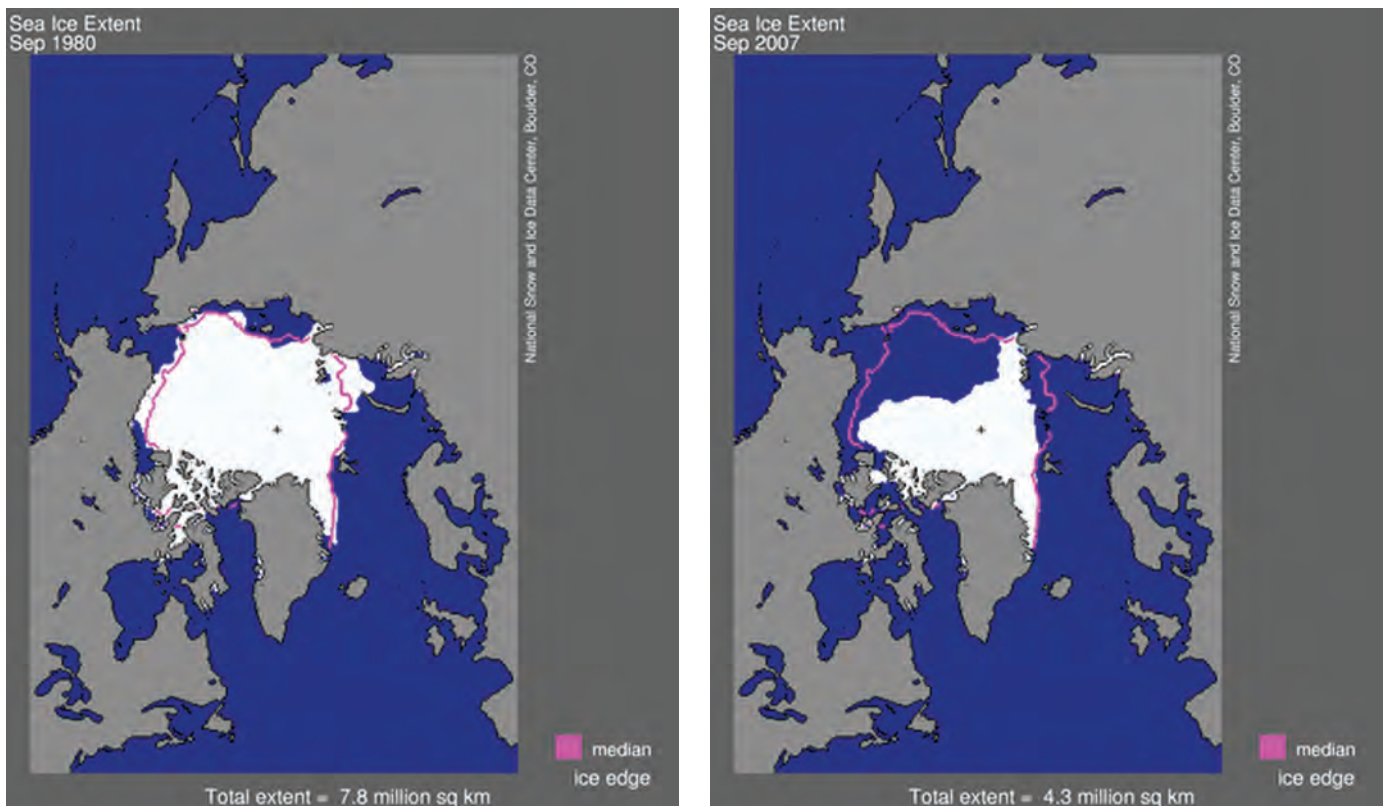 Sea Ice Extent
Sep 1980
National Snow and Ice Data Center, Boulder, CO
median
ice edge
Total extent = 7.8 million sq km
Sea Ice Extent
Sep 2007
National Snow and Ice Data Center, Boulder, CO
median
ice edge
Total extent = 4.3 million sq km